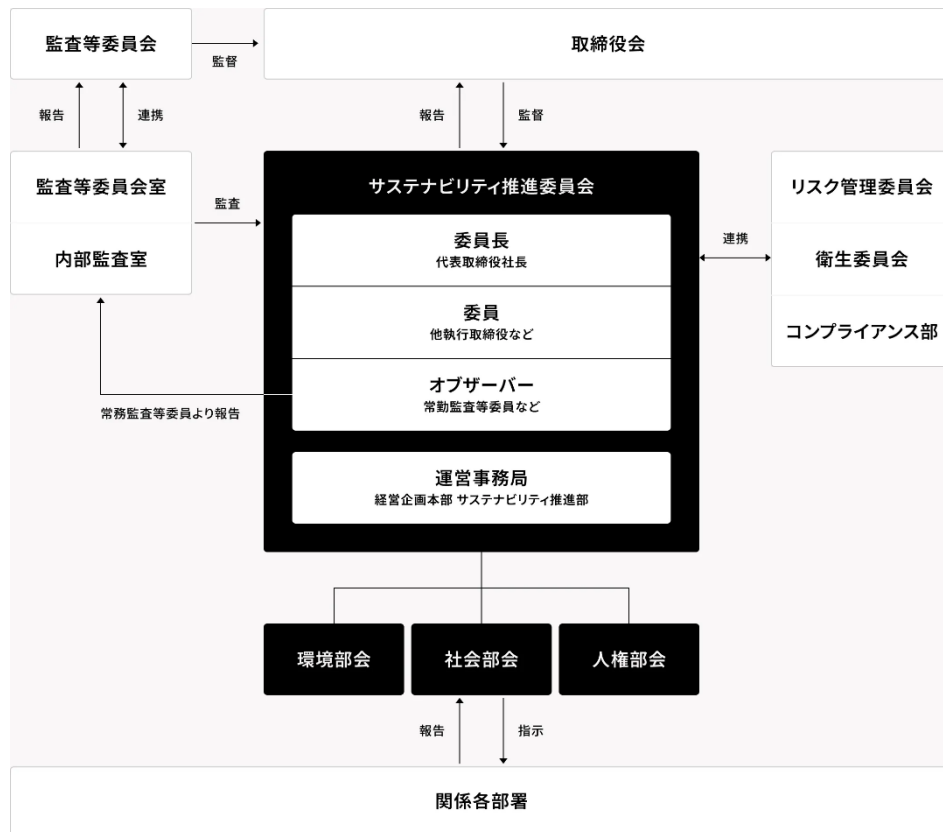 監査等委員会
監督
取締役会
報告
連携
報告
監督
監査等委員会室
内部監査室
監査
サステナビリティ推進委員会
委員長
代表取締役社長
委員
他執行取締役など
オブザーバー
常勤監査等委員など
運営事務局
経営企画本部 サステナビリティ推進部
連携
リスク管理委員会
衛生委員会
コンプライアンス部
常務監査等委員より報告
環境部会
社会部会
人権部会
報告
指示
関係各部署